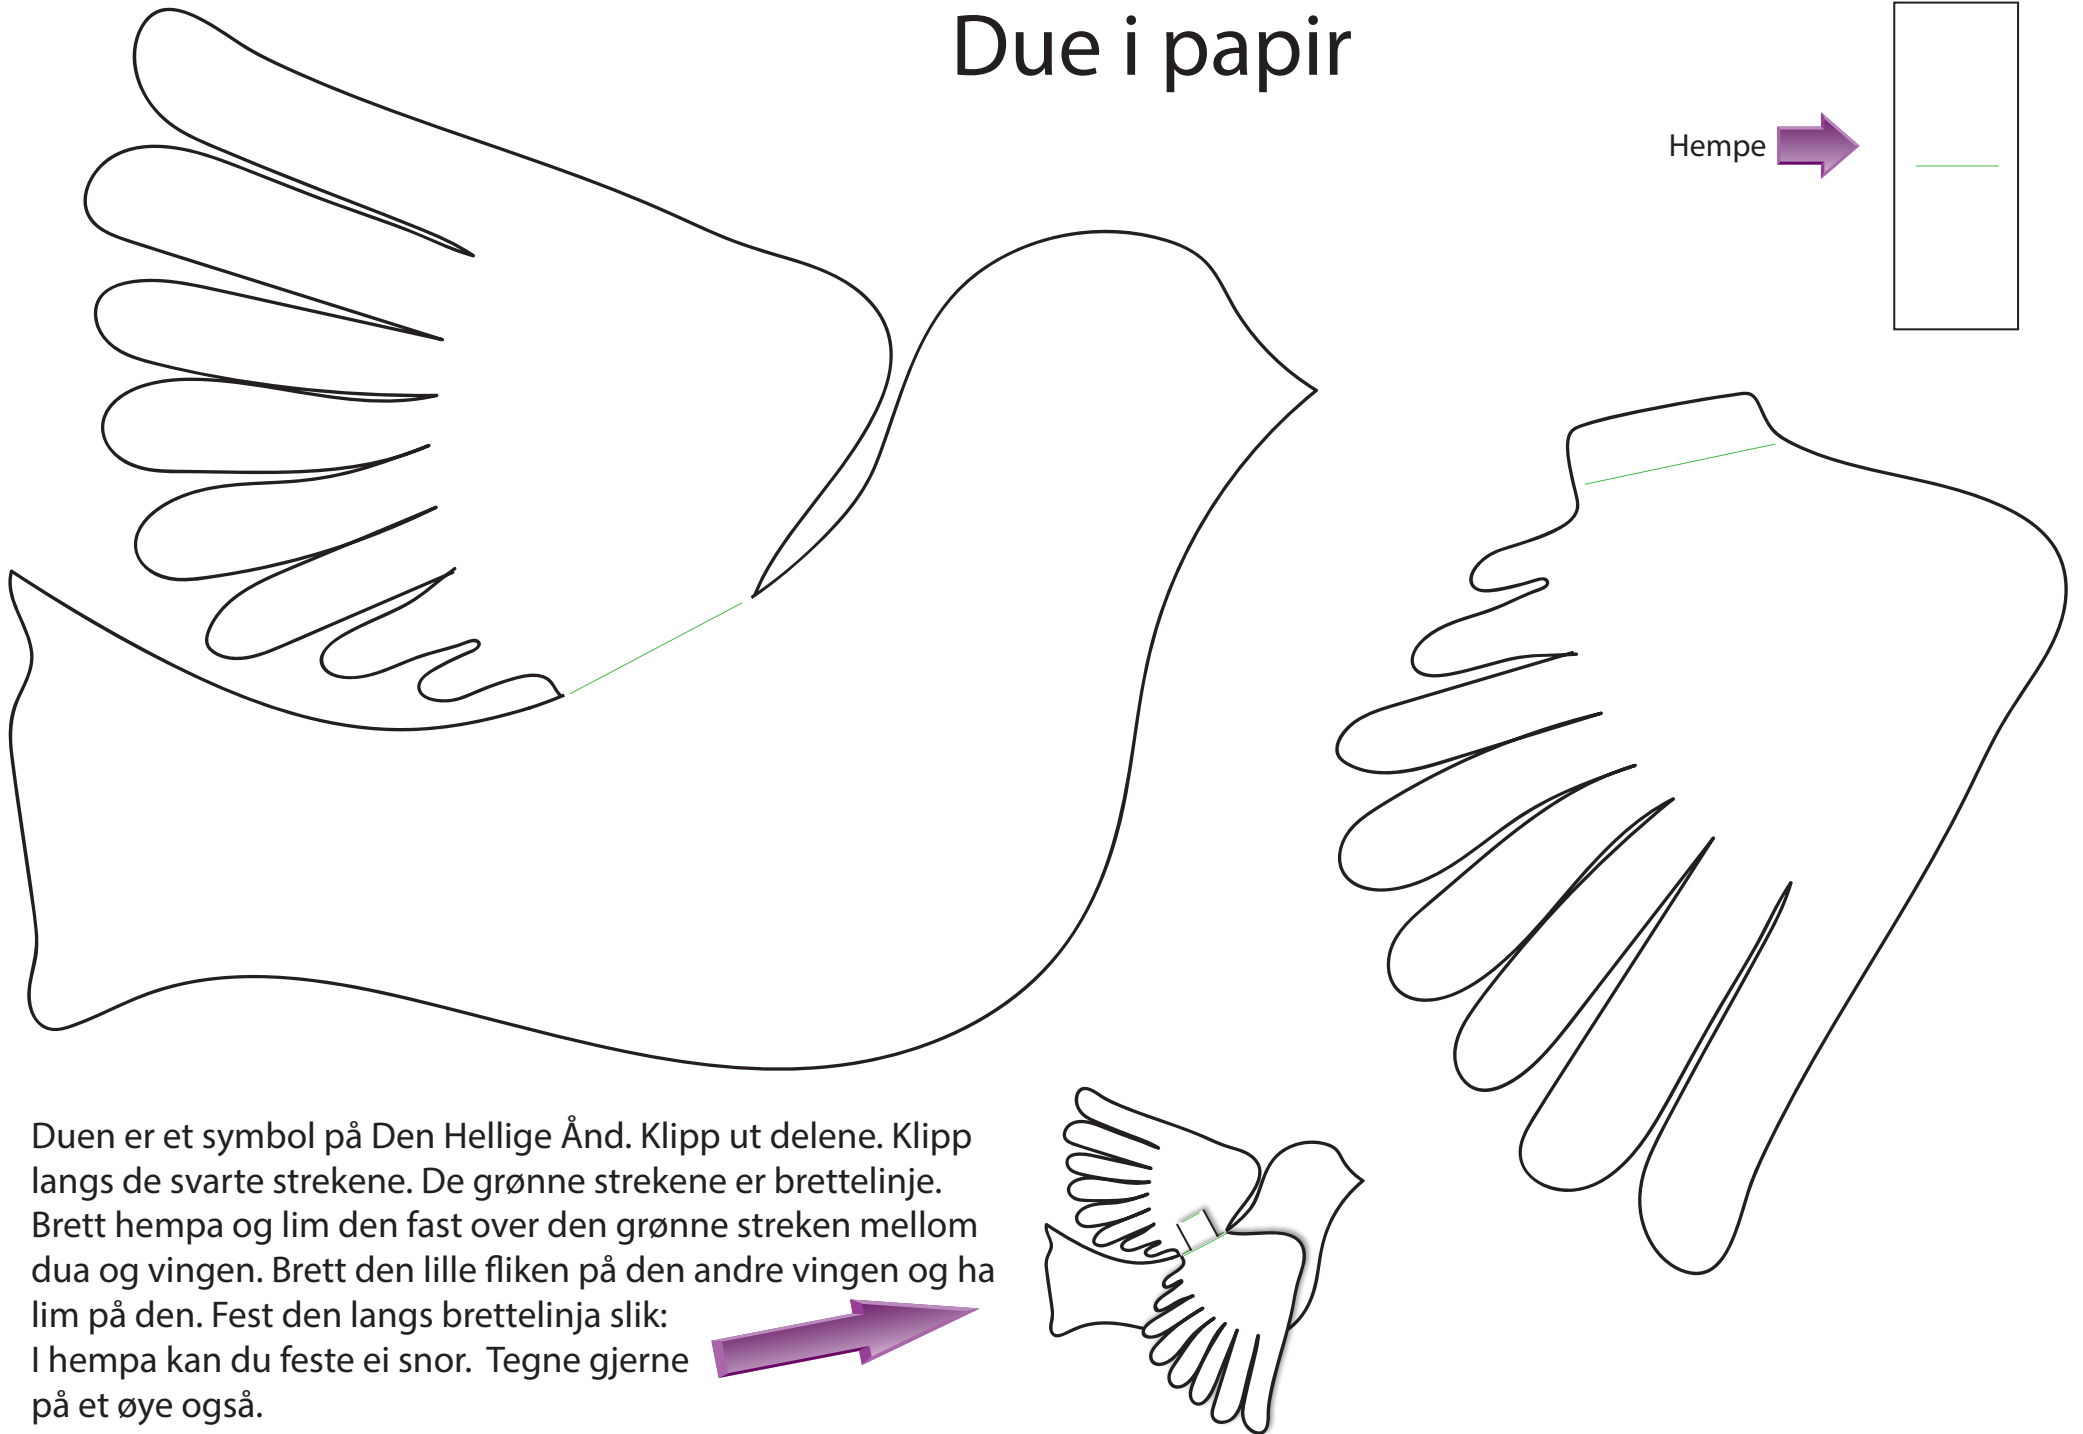 Due i papir
Hempe
Duen er et symbol på Den Hellige Ånd. Klipp ut delene. Klipp
langs de svarte strekene. De grønne strekene er brettelinje.
Brett hempa og lim den fast over den grønne streken mellom
dua og vingen. Brett den lille fliken på den andre vingen og ha
lim på den. Fest den langs brettelinja slik:
I hempa kan du feste ei snor.  Tegne gjerne
på et øye også.